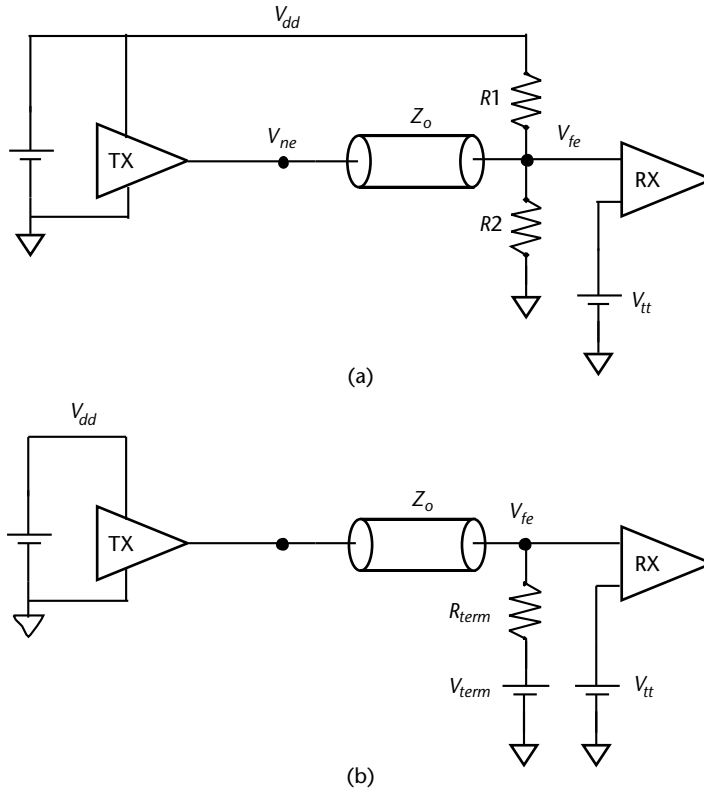 V_dd
R1
Z_o
V_ne
V_fe
TX
RX
R2
V_tt
(a)
V_dd
Z_o
V_fe
TX
RX
R_term
V_term
V_tt
(b)